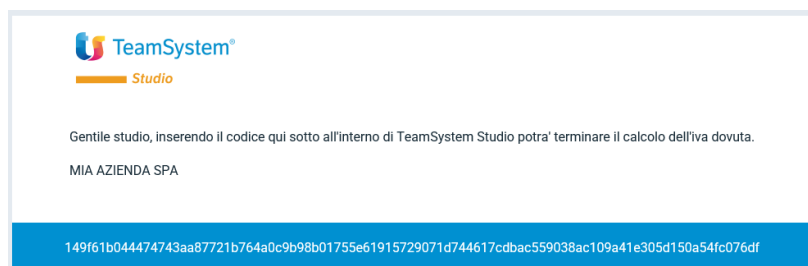 TeamSystem®
Studio
Gentile studio, inserendo il codice qui sotto all'interno di TeamSystem Studio potra' terminare il calcolo dell'iva dovuta.
MIA AZIENDA SPA
149f61b044474743aa87721b764a0c9b98b01755e61915729071d744617cdbac559038ac109a41e305d150a54fc076df